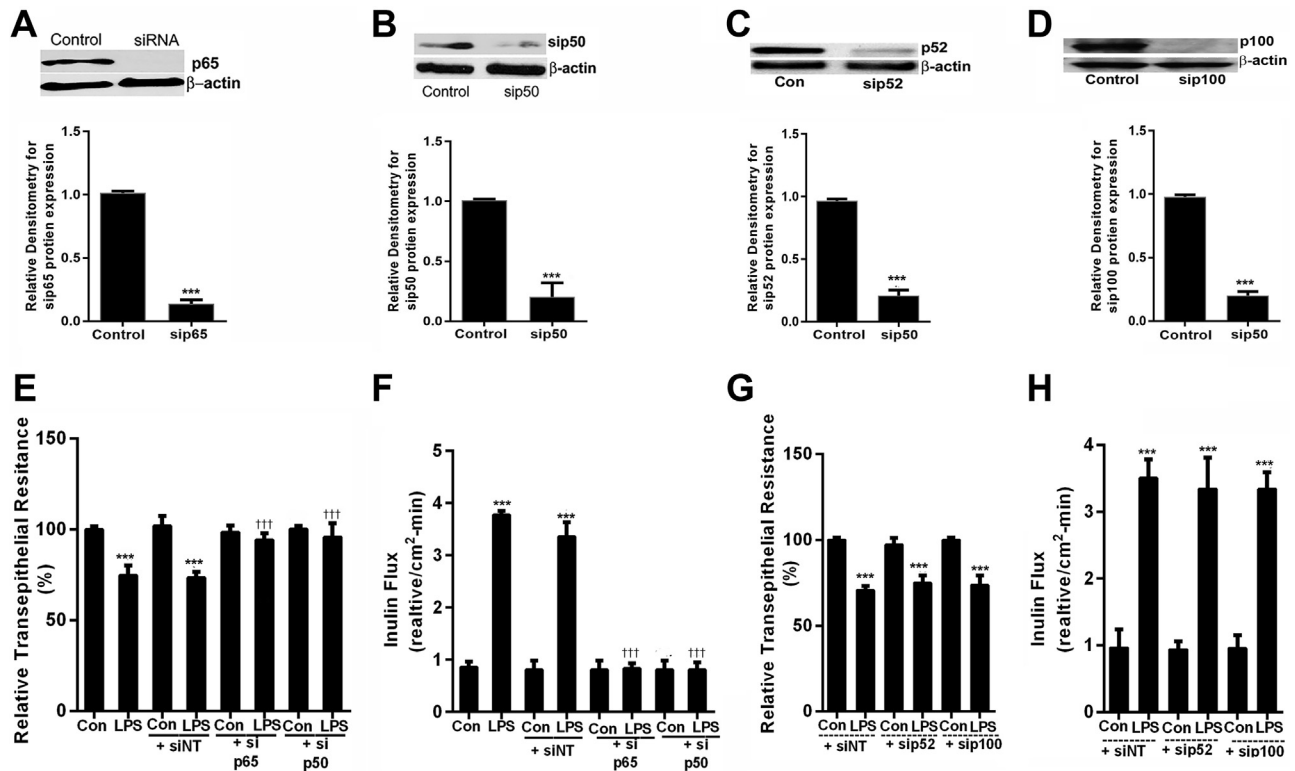 A
Control siRNA
p65
β-actin
Relative Densitometry for
sip65 protien expression
1.5
1.0
0.5
0.0
***
Control sip65
B
sip50
β-actin
Control sip50
Relative Densitometry for
sip50 protien expression
1.5
1.0
0.5
0.0
***
Control sip50
C
p52
β-actin
Con sip52
Relative Densitometry for
sip52 protien expression
1.5
1.0
0.5
0.0
***
Control sip50
D
p100
β-actin
Control sip100
Relative Densitometry for
sip100 protien expression
1.5
1.0
0.5
0.0
***
Control sip50
E
Relative Transepithelial Resitance
(%)
150
100
50
0
*** *** ††† †††
Con LPS Con LPS Con LPS Con LPS
+ siNT + si + si
p65 p50
F
Inulin Flux
(realtive/cm²-min)
5
4
3
2
1
0
*** *** ††† †††
Con LPS Con LPS Con LPS Con LPS
+ siNT + si + si
p65 p50
G
Relative Transepithelial Resistance
(%)
150
100
50
0
*** *** ***
Con LPS Con LPS Con LPS
+ siNT + sip52 + sip100
H
Inulin Flux
(realtive/cm²-min)
4
3
2
1
0
*** *** ***
Con LPS Con LPS Con LPS
+ siNT + sip52 + sip100